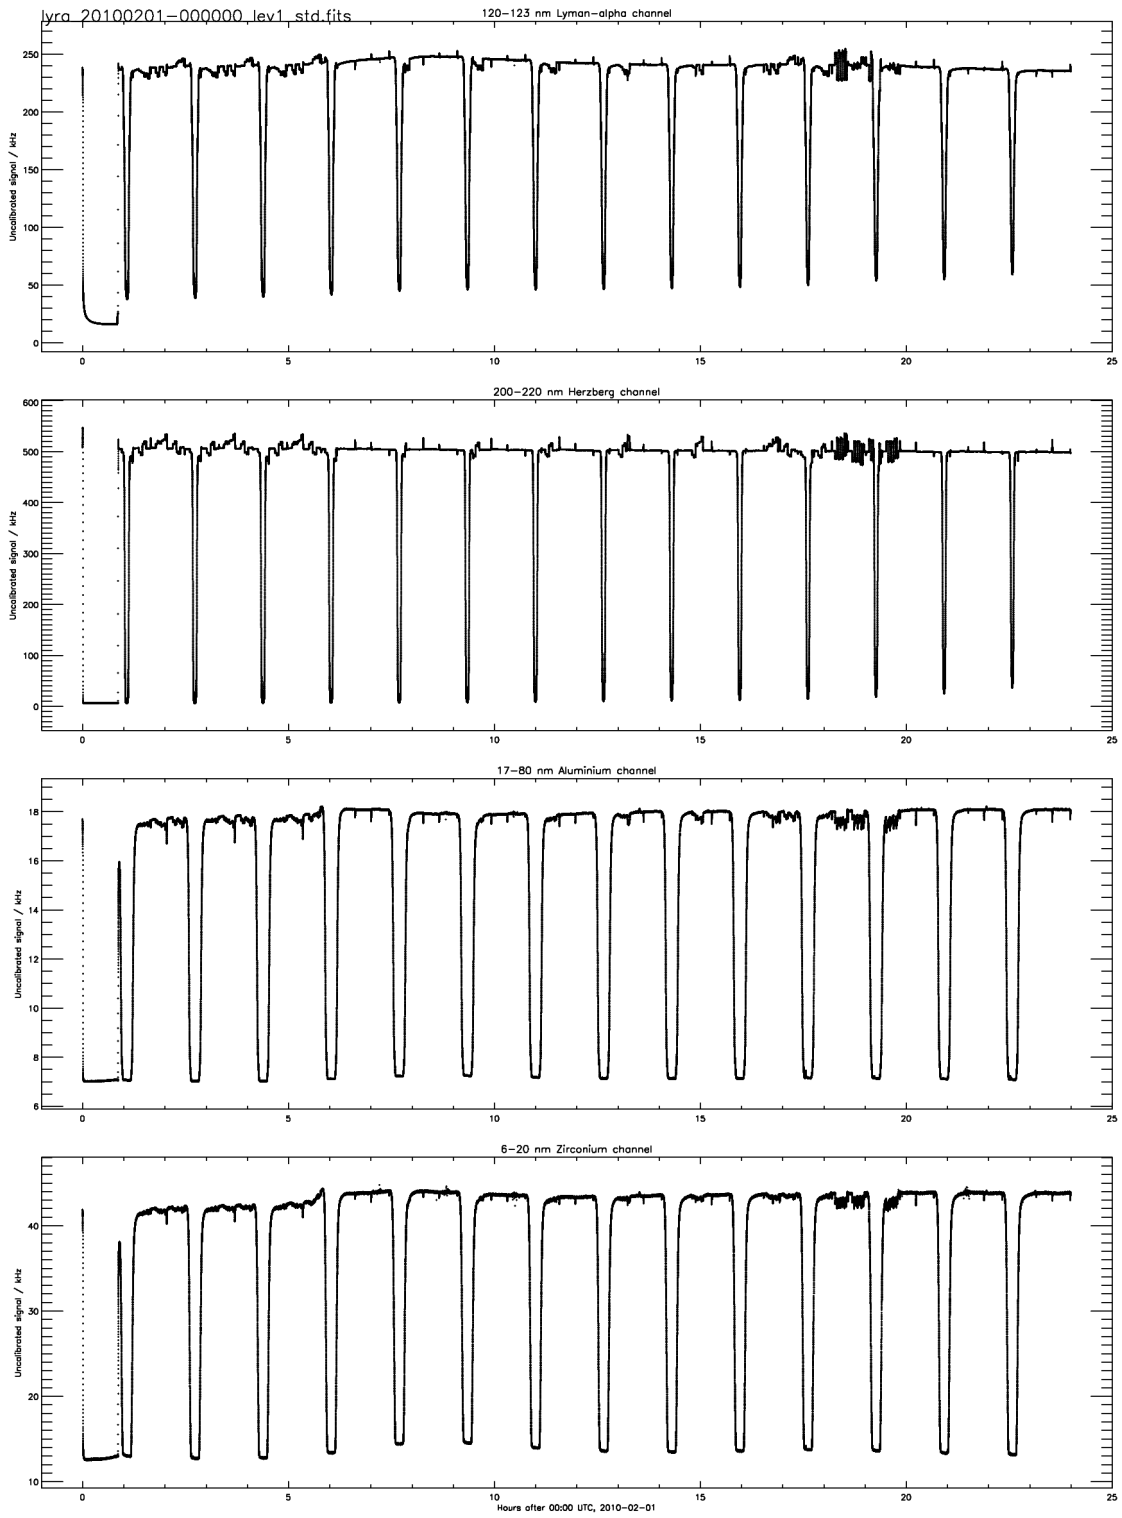 lyra_20100201-000000_lev1_std.fits
120-123 nm Lyman-alpha channel
Uncalibrated signal / kHz
250
200
150
100
50
0
0 5 10 15 20 25
200-220 nm Herzberg channel
Uncalibrated signal / kHz
600
500
400
300
200
100
0
0 5 10 15 20 25
17-80 nm Aluminium channel
Uncalibrated signal / kHz
18
16
14
12
10
8
6
0 5 10 15 20 25
6-20 nm Zirconium channel
Uncalibrated signal / kHz
40
30
20
10
0 5 10 15 20 25
Hours after 00:00 UTC, 2010-02-01